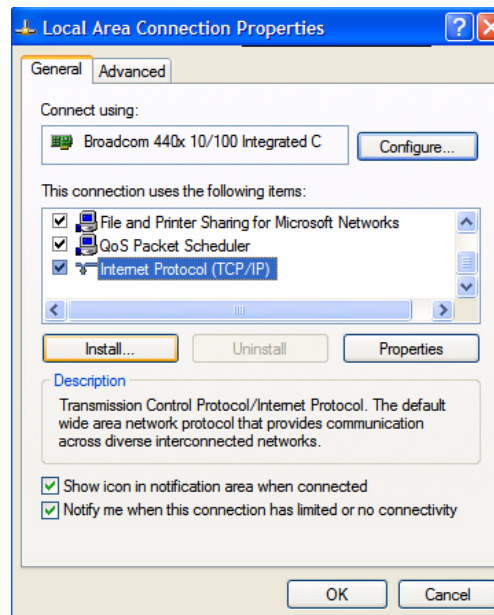 Local Area Connection Properties
General
Advanced
Connect using:
Broadcom 440x 10/100 Integrated C
Configure...
This connection uses the following items:
File and Printer Sharing for Microsoft Networks
QoS Packet Scheduler
Internet Protocol (TCP/IP)
Install...
Uninstall
Properties
Description
Transmission Control Protocol/Internet Protocol. The default
wide area network protocol that provides communication
across diverse interconnected networks.
Show icon in notification area when connected
Notify me when this connection has limited or no connectivity
OK
Cancel